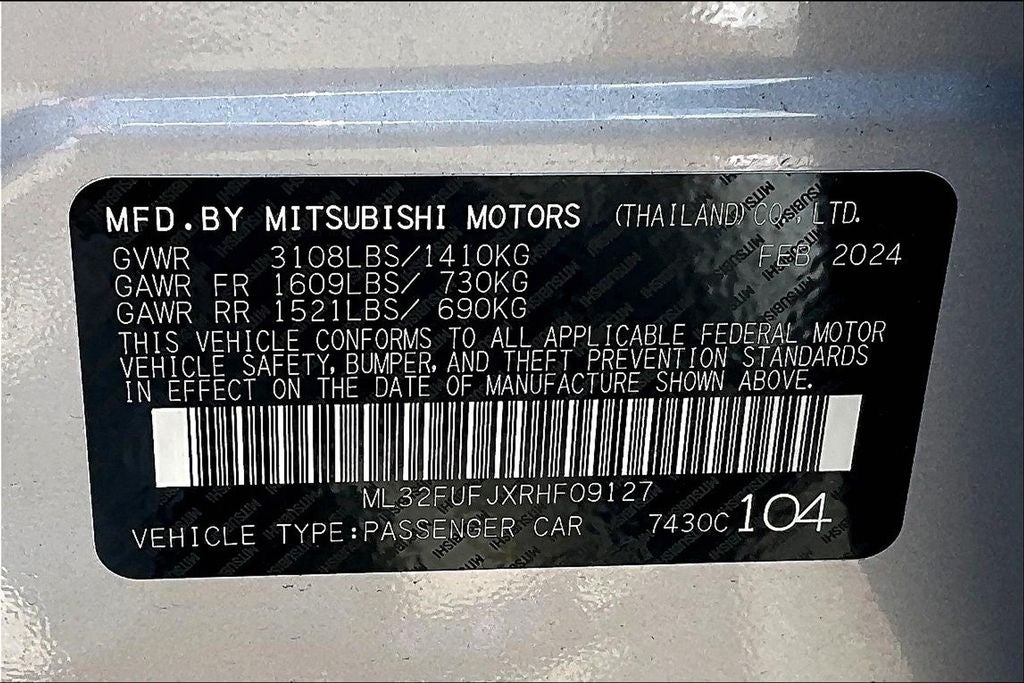 MFD.BY MITSUBISHI MOTORS (THAILAND) CO., LTD.
GVWR 3108LBS/1410KG FEB 2024
GAWR FR 1609LBS/ 730KG
GAWR RR 1521LBS/ 690KG
THIS VEHICLE CONFORMS TO ALL APPLICABLE FEDERAL MOTOR
VEHICLE SAFETY, BUMPER, AND THEFT PREVENTION STANDARDS
IN EFFECT ON THE DATE OF MANUFACTURE SHOWN ABOVE.
ML32FUFJXRHF09127
VEHICLE TYPE:PASSENGER CAR 7430C 104